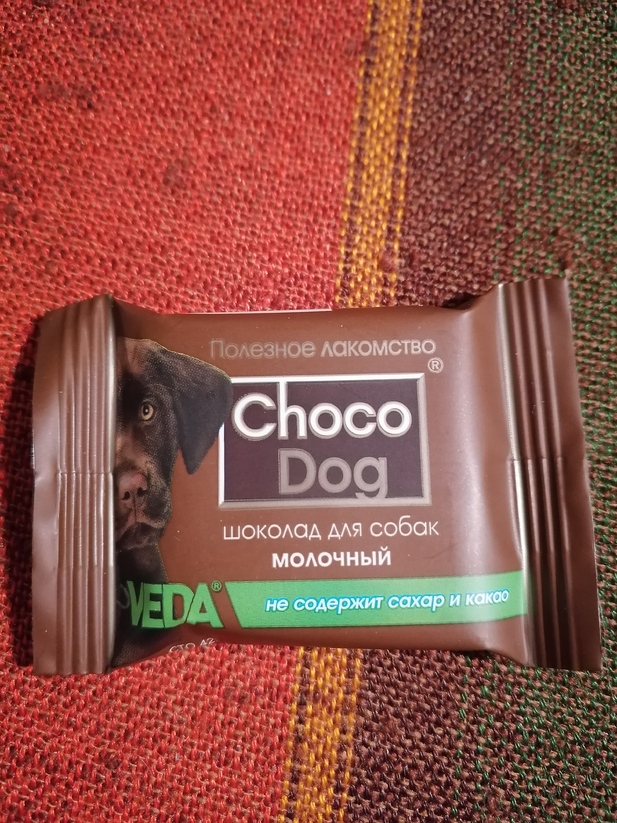 Полезное лакомство
Choco ®
Dog
шоколад для собак
молочный
VEDA®
не содержит сахар и какао